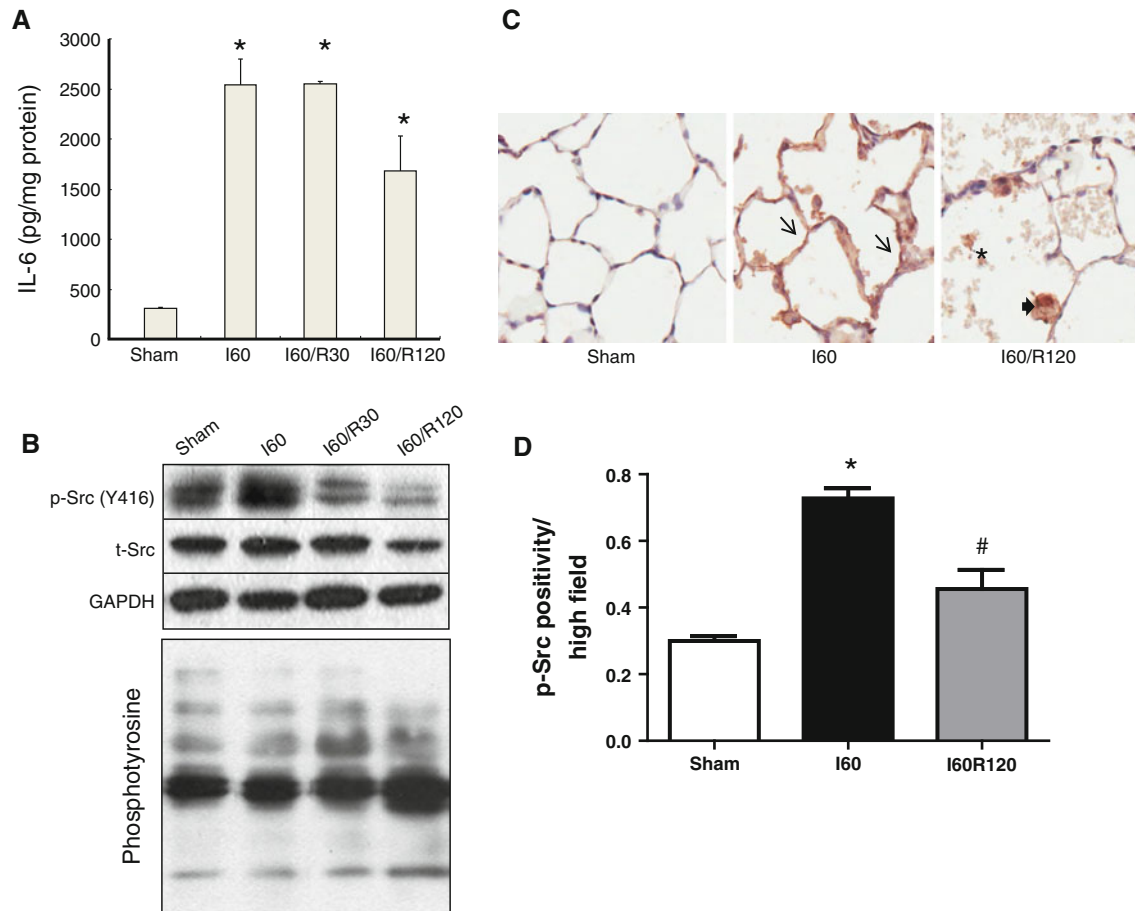 A
3000
2500
2000
1500
1000
500
0
IL-6 (pg/mg protein)
*
*
*
Sham I60 I60/R30 I60/R120
B
Sham I60 I60/R30 I60/R120
p-Src (Y416)
t-Src
GAPDH
Phosphotyrosine
C
*
Sham I60 I60/R120
D
p-Src positivity/
high field
0.8
0.6
0.4
0.2
0.0
*
#
Sham I60 I60R120